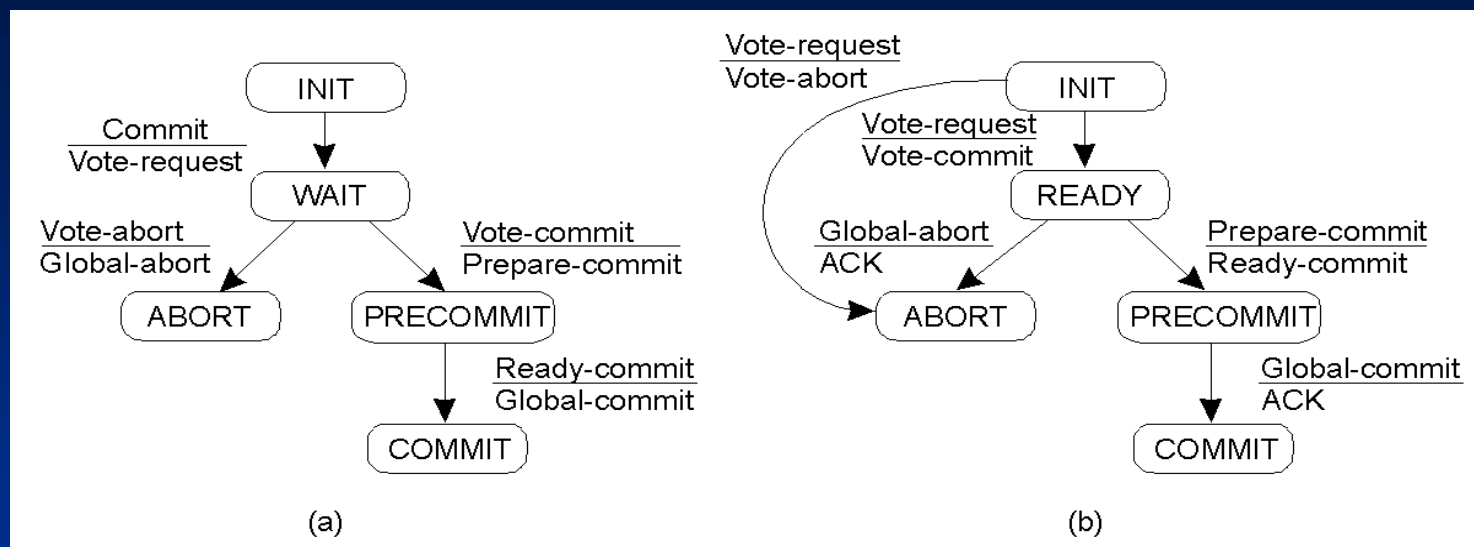 INIT
Commit
Vote-request
WAIT
Vote-abort
Global-abort
Vote-commit
Prepare-commit
ABORT
PRECOMMIT
Ready-commit
Global-commit
COMMIT
(a)
Vote-request
Vote-abort
INIT
Vote-request
Vote-commit
READY
Global-abort
ACK
Prepare-commit
Ready-commit
ABORT
PRECOMMIT
Global-commit
ACK
COMMIT
(b)